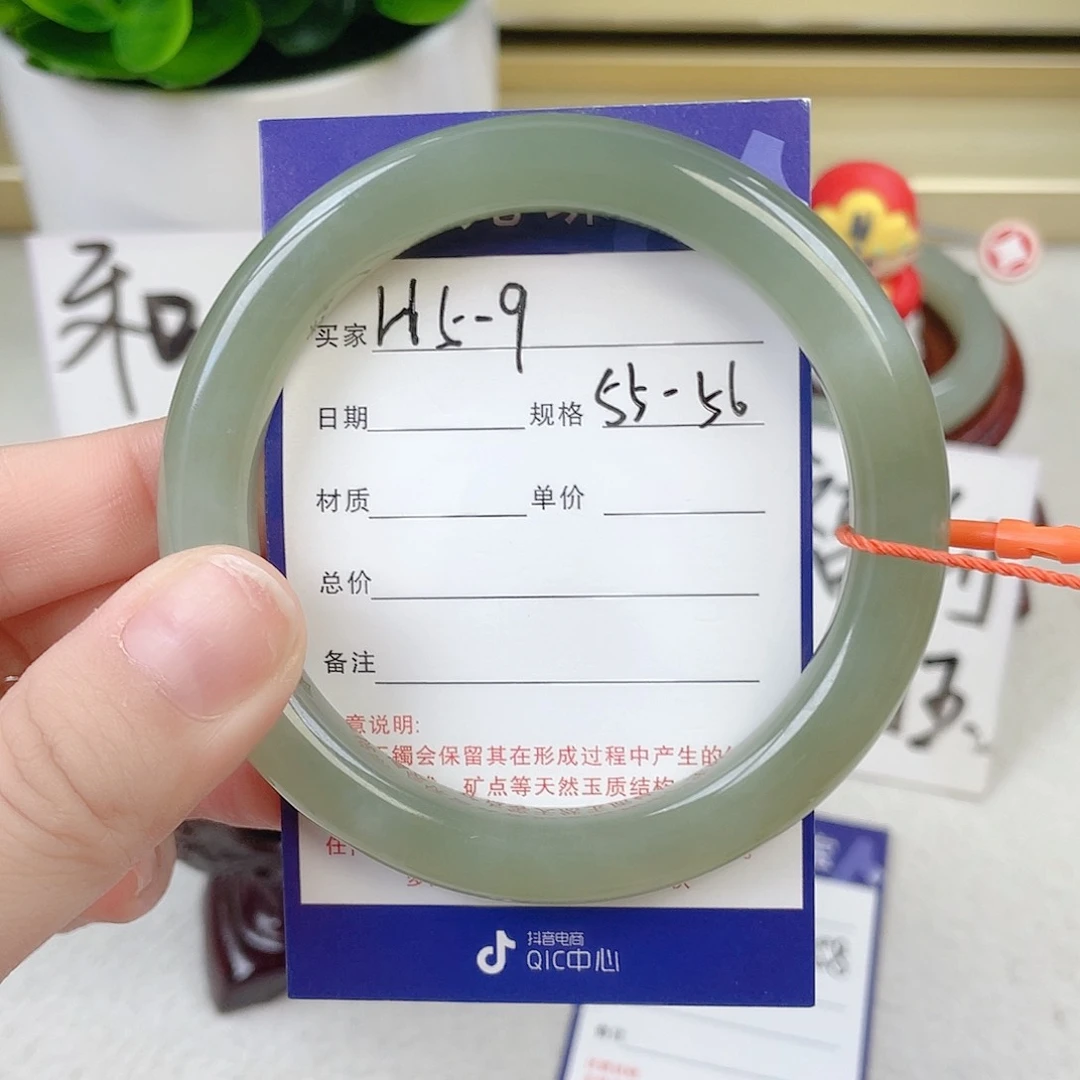 和
买家 H5-9
日期 规格 55-56
材质 单价
总价
备注
意说明:
镯会保留其在形成过程中产生的
矿点等天然玉质结构
抖音电商
QIC中心